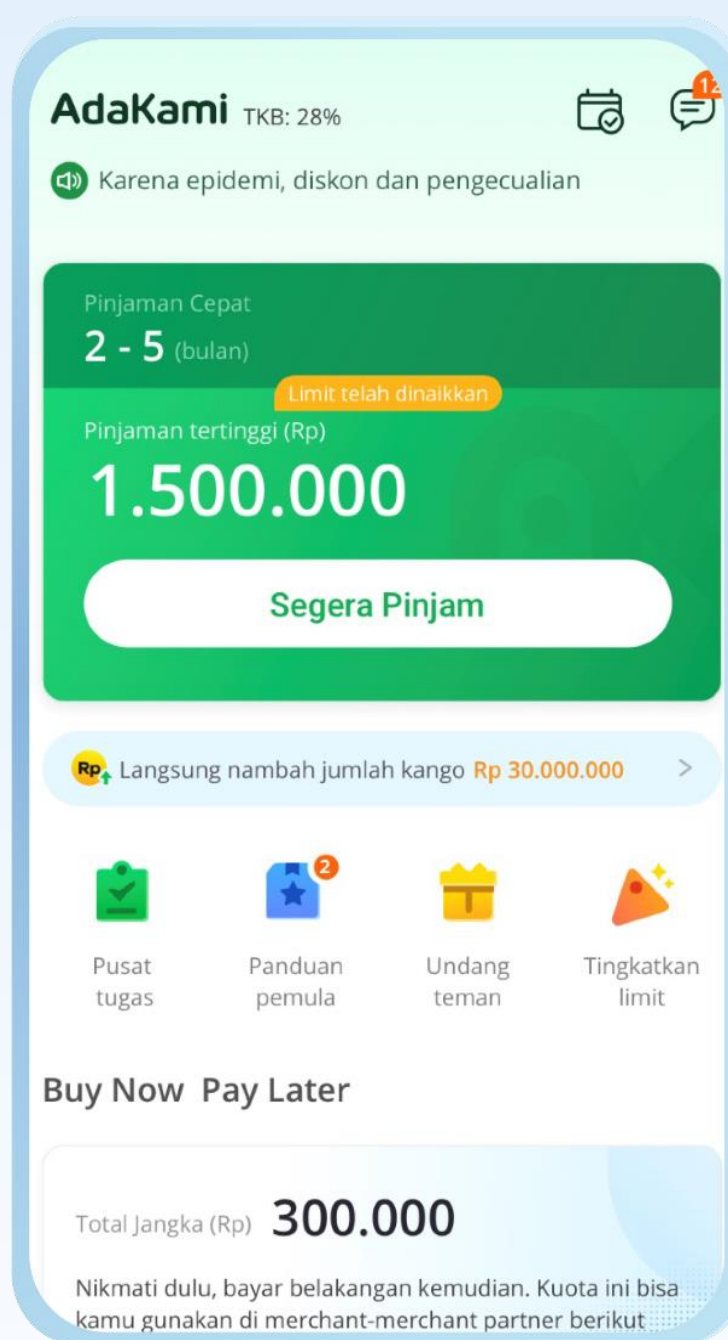 AdaKami TKB: 28%
12
Karena epidemi, diskon dan pengecualian
Pinjaman Cepat
2 - 5 (bulan)
Limit telah dinaikkan
Pinjaman tertinggi (Rp)
1.500.000
Segera Pinjam
Rp Langsung nambah jumlah kango Rp 30.000.000 >
2
Pusat tugas
Panduan pemula
Undang teman
Tingkatkan limit
Buy Now Pay Later
Total Jangka (Rp) 300.000
Nikmati dulu, bayar belakangan kemudian. Kuota ini bisa
kamu gunakan di merchant-merchant partner berikut